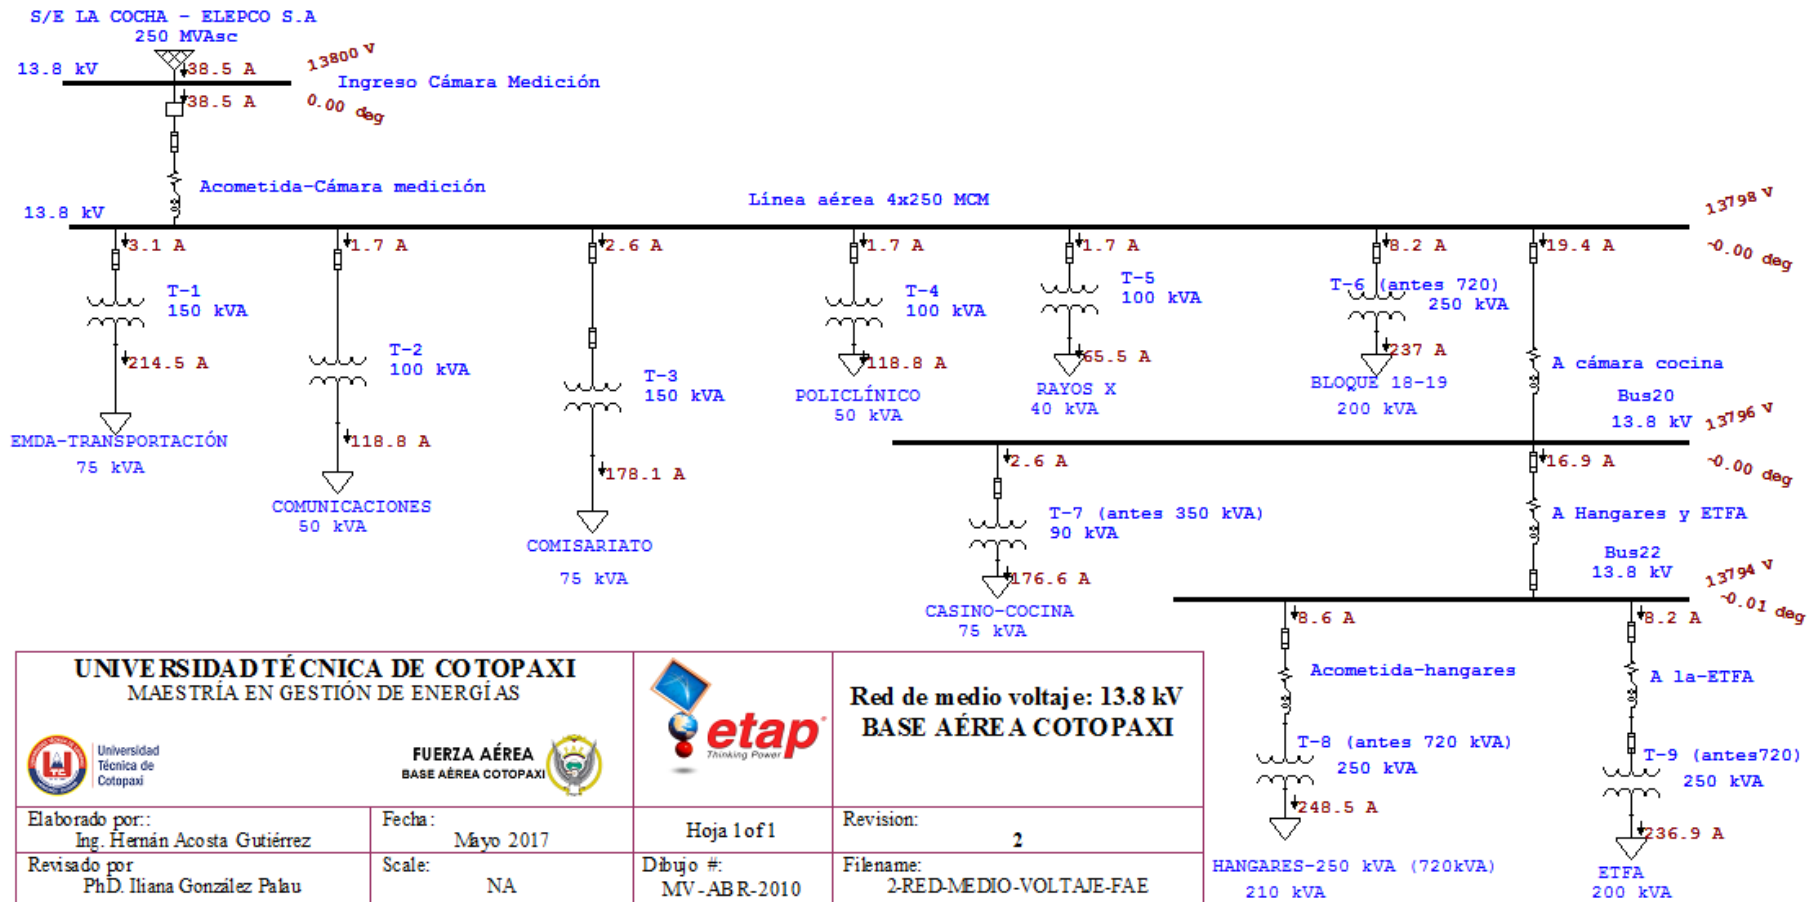 S/E LA COCHA - ELEPCO S.A
250 MVAsc
38.5 A
13800 V
13.8 kV
Ingreso Cámara Medición
38.5 A
0.00 deg
Acometida-Cámara medición
Línea aérea 4x250 MCM
13.8 kV
13798 V
3.1 A
1.7 A
2.6 A
1.7 A
1.7 A
8.2 A
19.4 A
-0.00 deg
T-1
150 kVA
T-2
100 kVA
T-3
150 kVA
T-4
100 kVA
T-5
100 kVA
T-6 (antes 720)
250 kVA
214.5 A
118.8 A
178.1 A
118.8 A
65.5 A
237 A
A cámara cocina
EMDA-TRANSPORTACIÓN
75 kVA
COMUNICACIONES
50 kVA
COMISARIATO
75 kVA
POLICLÍNICO
50 kVA
RAYOS X
40 kVA
BLOQUE 18-19
200 kVA
Bus20
13.8 kV
13796 V
2.6 A
16.9 A
-0.00 deg
T-7 (antes 350 kVA)
90 kVA
A Hangares y ETFA
176.6 A
CASINO-COCINA
75 kVA
Bus22
13.8 kV
13794 V
8.6 A
8.2 A
-0.01 deg
Acometida-hangares
A la-ETFA
T-8 (antes 720 kVA)
250 kVA
T-9 (antes720)
250 kVA
248.5 A
236.9 A
HANGARES-250 kVA (720kVA)
210 kVA
ETFA
200 kVA
UNIVERSIDAD TÉCNICA DE COTOPAXI
MAESTRÍA EN GESTIÓN DE ENERGÍAS
Universidad
Técnica de
Cotopaxi
FUERZA AÉREA
BASE AÉREA COTOPAXI
etap
Thinking Power
Red de medio voltaje: 13.8 kV
BASE AÉREA COTOPAXI
Elaborado por::
Ing. Hernán Acosta Gutiérrez
Fecha:
Mayo 2017
Hoja 1of 1
Revision:
2
Revisado por
PhD. Iliana González Palau
Scale:
NA
Dibujo #:
MV-ABR-2010
Filename:
2-RED-MEDIO-VOLTAJE-FAE